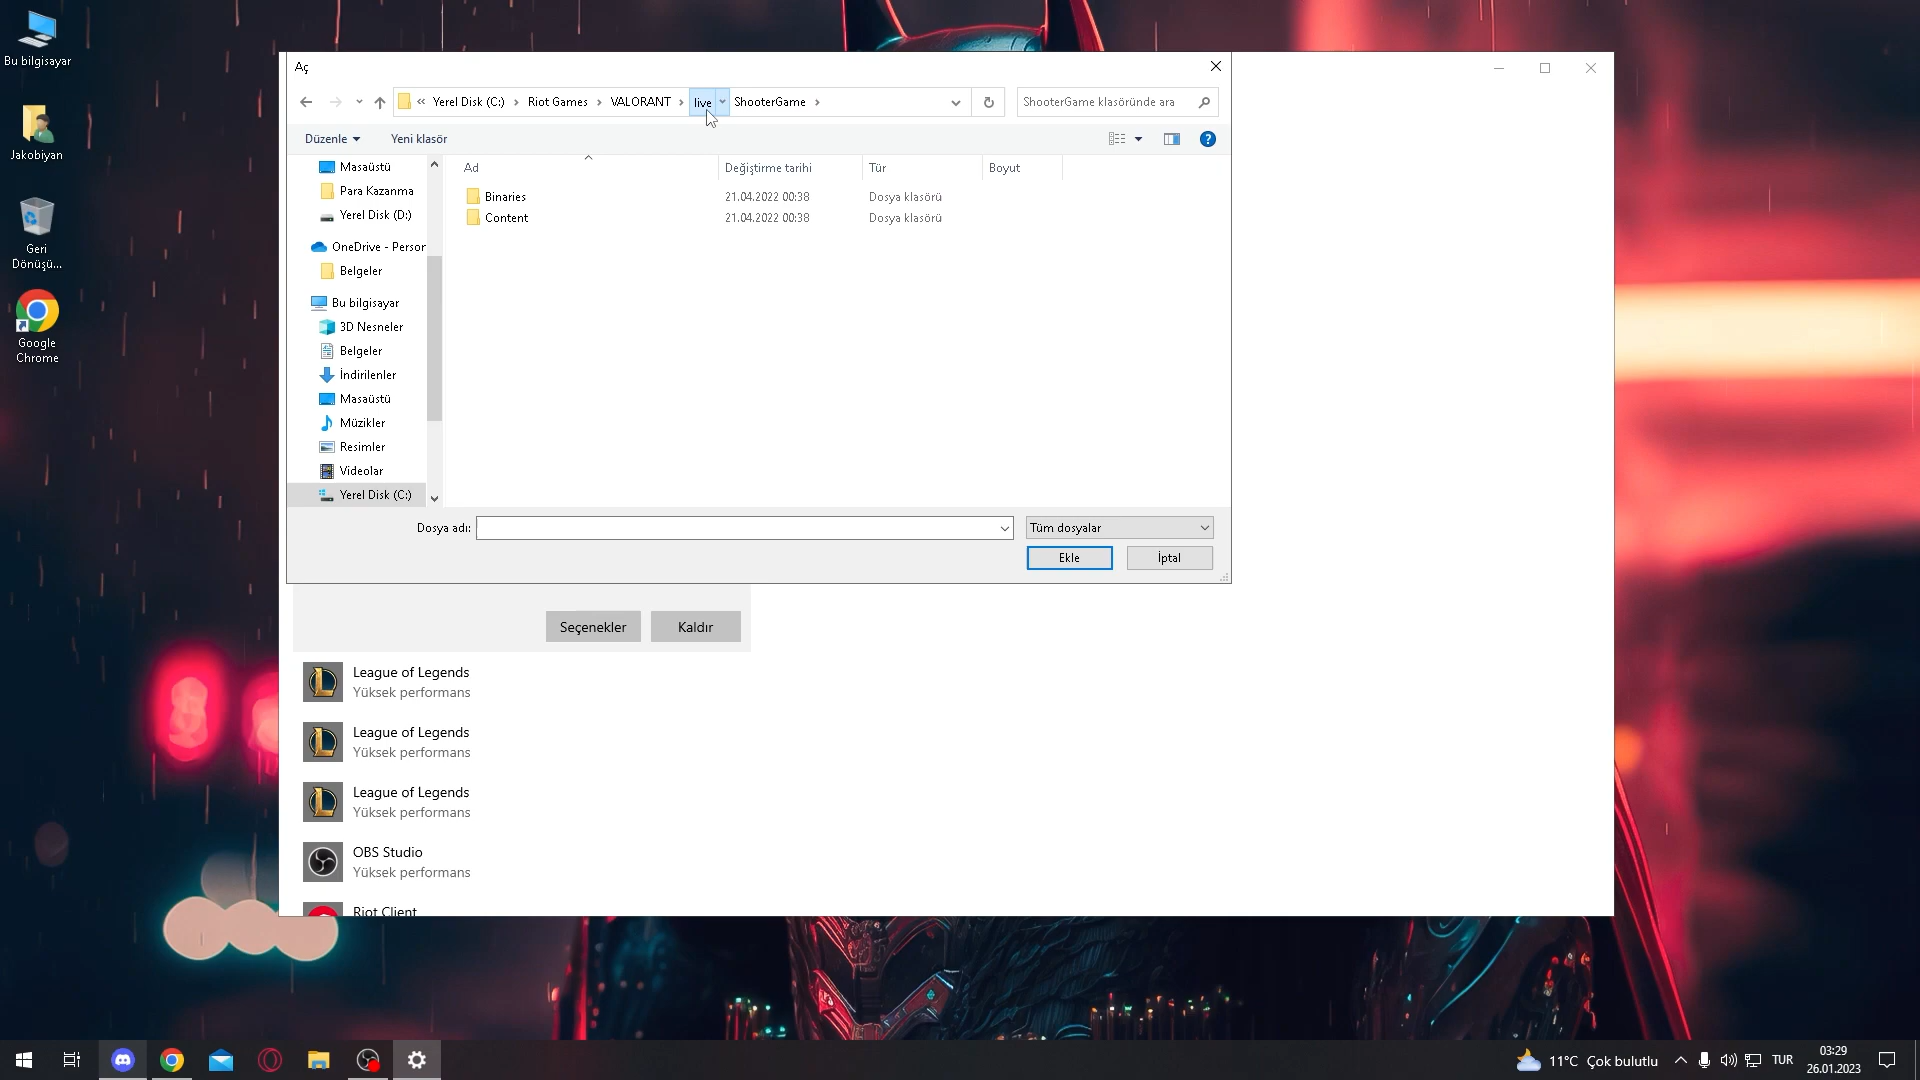 Bu bilgisayar
Jakobiyan
Geri
Dönüşü...
Google
Chrome
Aç
« Yerel Disk (C:) > Riot Games > VALORANT > live ShooterGame >
ShooterGame klasöründe ara
Düzenle
Yeni klasör
Masaüstü
Para Kazanma
Yerel Disk (D:)
OneDrive - Person
Belgeler
Bu bilgisayar
3D Nesneler
Belgeler
İndirilenler
Masaüstü
Müzikler
Resimler
Videolar
Yerel Disk (C:)
Ad Değiştirme tarihi Tür Boyut
Binaries 21.04.2022 00:38 Dosya klasörü
Content 21.04.2022 00:38 Dosya klasörü
Dosya adı:
Tüm dosyalar
Ekle İptal
Seçenekler Kaldır
League of Legends
Yüksek performans
League of Legends
Yüksek performans
League of Legends
Yüksek performans
OBS Studio
Yüksek performans
Riot Client
11°C Çok bulutlu
TUR
03:29
26.01.2023